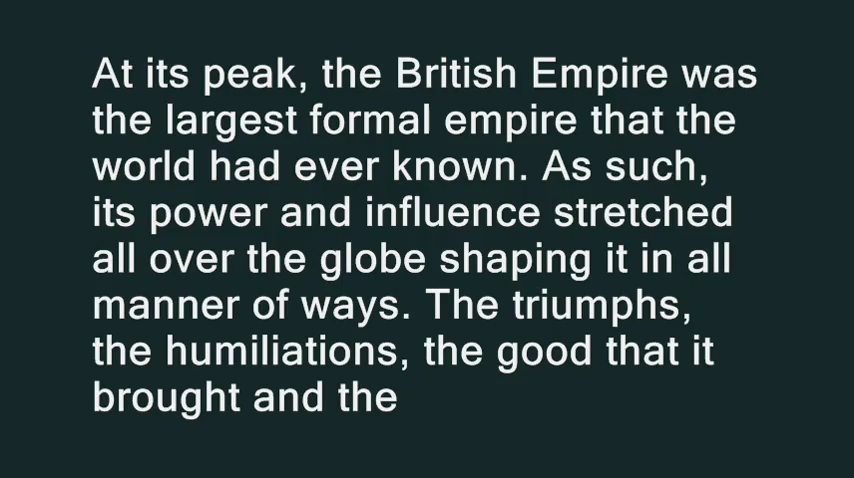 At its peak, the British Empire was
the largest formal empire that the
world had ever known. As such,
its power and influence stretched
all over the globe shaping it in all
manner of ways. The triumphs,
the humiliations, the good that it
brought and the